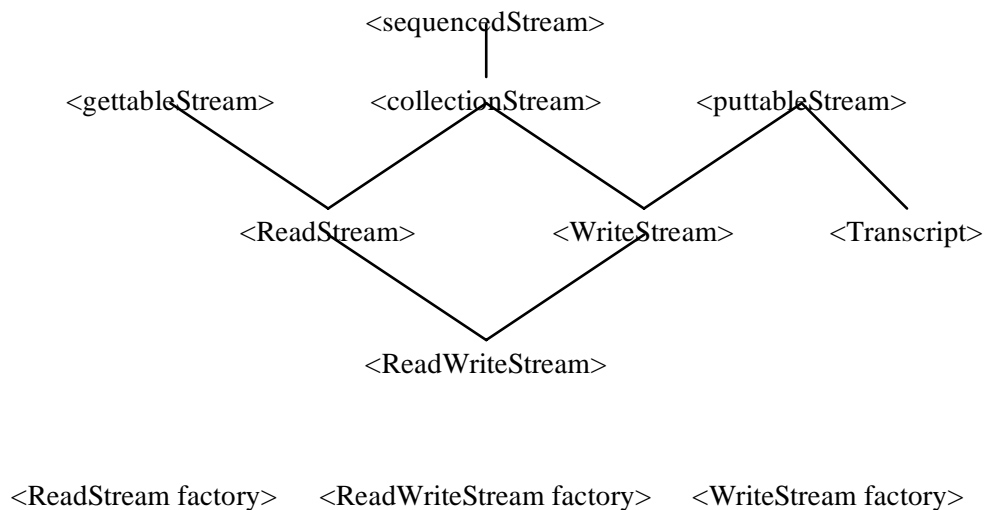 <sequencedStream>
<gettableStream> <collectionStream> <puttableStream>
<ReadStream> <WriteStream> <Transcript>
<ReadWriteStream>
<ReadStream factory> <ReadWriteStream factory> <WriteStream factory>